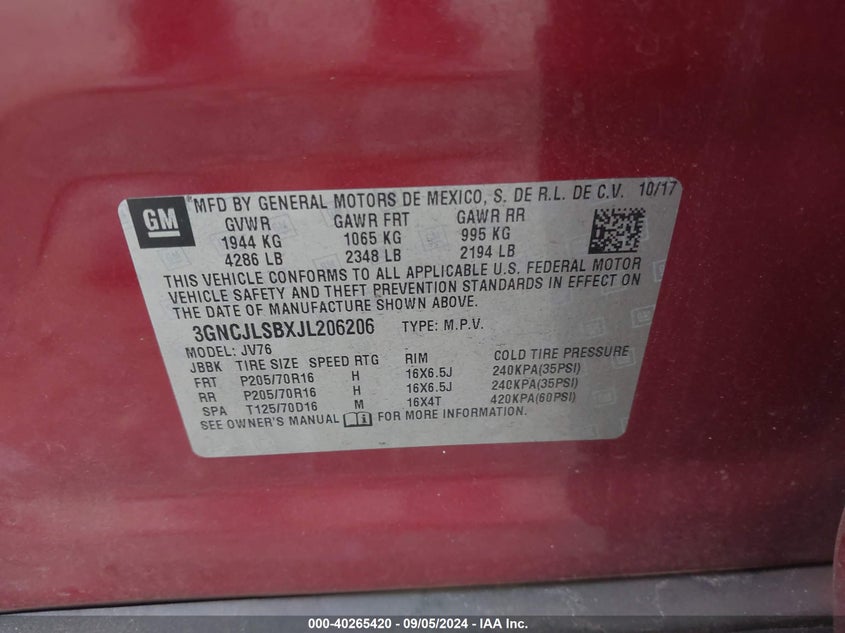 GM
MFD BY GENERAL MOTORS DE MEXICO, S. DE R.L. DE C.V. 10/17
GVWR GAWR FRT GAWR RR
1944 KG 1065 KG 995 KG
4286 LB 2348 LB 2194 LB
THIS VEHICLE CONFORMS TO ALL APPLICABLE U.S. FEDERAL MOTOR
VEHICLE SAFETY AND THEFT PREVENTION STANDARDS IN EFFECT ON
THE DATE OF MANUFACTURE SHOWN ABOVE.
3GNCJLSBXJL206206 TYPE: M.P.V.
MODEL: JV76
JBBK TIRE SIZE SPEED RTG RIM COLD TIRE PRESSURE
FRT P205/70R16 H 16X6.5J 240KPA(35PSI)
RR P205/70R16 H 16X6.5J 240KPA(35PSI)
SPA T125/70D16 M 16X4T 420KPA(60PSI)
SEE OWNER'S MANUAL FOR MORE INFORMATION.
000-40265420 - 09/05/2024 - IAA Inc.